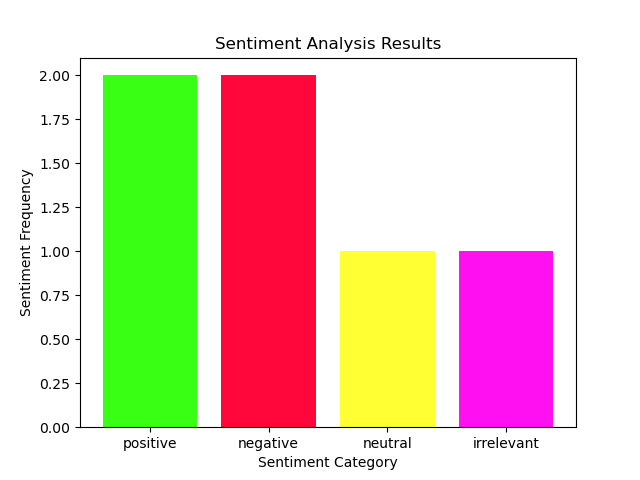 Sentiment Analysis Results
2.00
1.75
1.50
1.25
1.00
0.75
0.50
0.25
0.00
Sentiment Frequency
positive negative neutral irrelevant
Sentiment Category